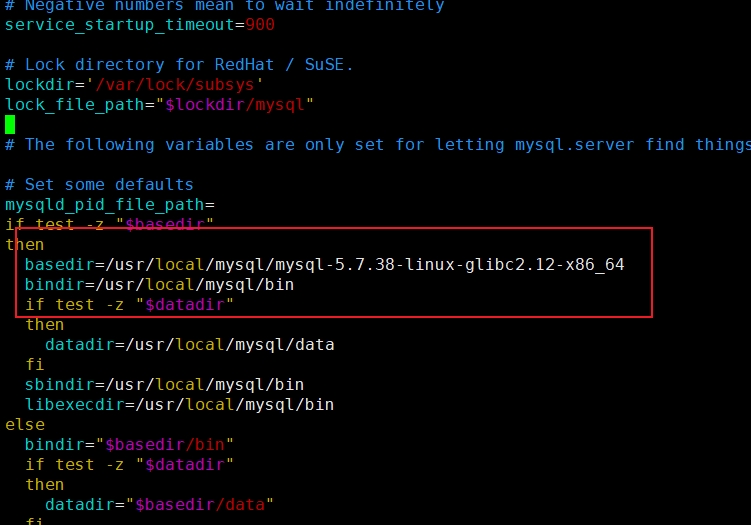 # Negative numbers mean to wait indefinitely
service_startup_timeout=900
# Lock directory for RedHat / SuSE.
lockdir='/var/lock/subsys'
lock_file_path="$lockdir/mysql"
# The following variables are only set for letting mysql.server find things
# Set some defaults
mysqld_pid_file_path=
if test -z "$basedir"
then
  basedir=/usr/local/mysql/mysql-5.7.38-linux-glibc2.12-x86_64
  bindir=/usr/local/mysql/bin
  if test -z "$datadir"
  then
    datadir=/usr/local/mysql/data
  fi
  sbindir=/usr/local/mysql/bin
  libexecdir=/usr/local/mysql/bin
else
  bindir="$basedir/bin"
  if test -z "$datadir"
  then
    datadir="$basedir/data"
  fi